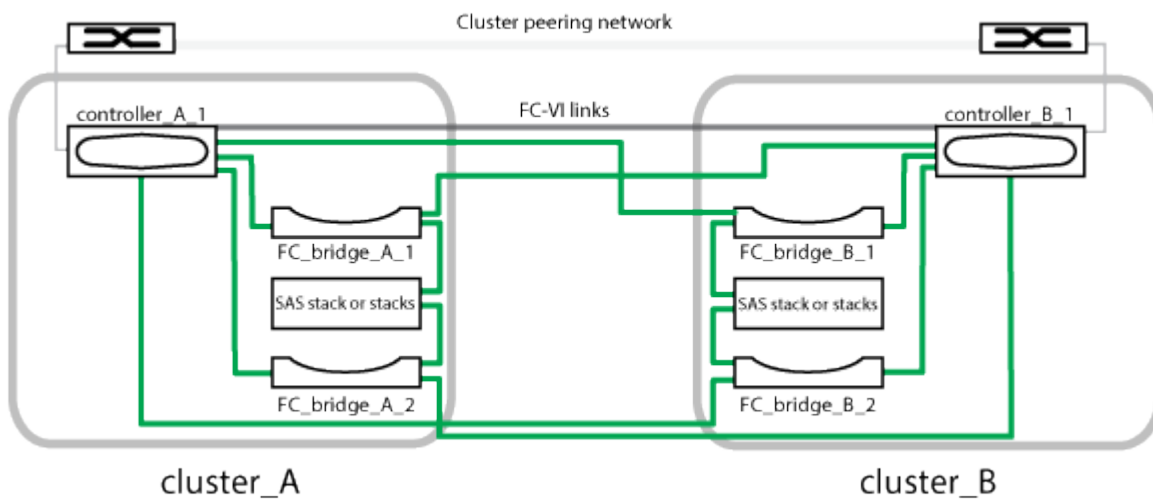 Cluster peering network
controller_A_1
FC-VI links
controller_B_1
FC_bridge_A_1
FC_bridge_B_1
SAS stack or stacks
SAS stack or stacks
FC_bridge_A_2
FC_bridge_B_2
cluster_A
cluster_B